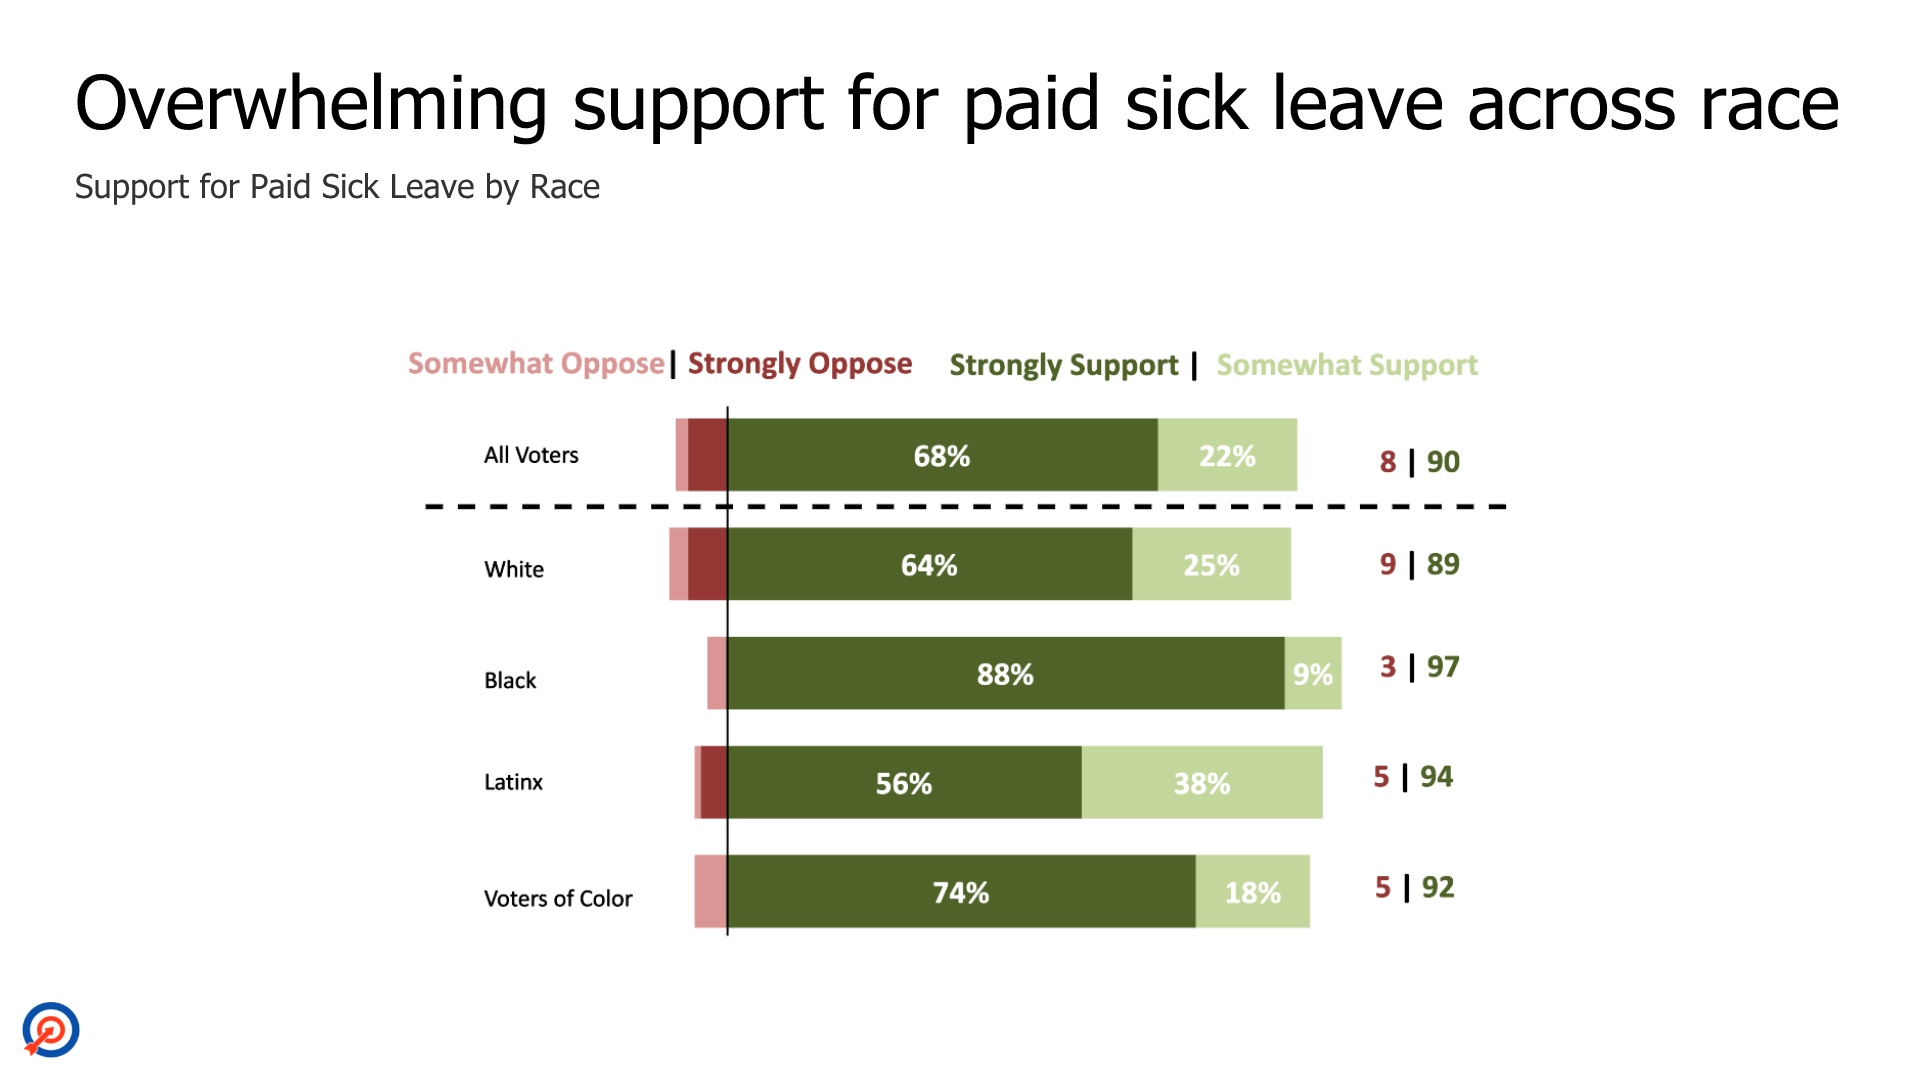 Overwhelming support for paid sick leave across race
Support for Paid Sick Leave by Race
Somewhat Oppose | Strongly Oppose Strongly Support | Somewhat Support
All Voters 68% 22% 8 | 90
White 64% 25% 9 | 89
Black 88% 9% 3 | 97
Latinx 56% 38% 5 | 94
Voters of Color 74% 18% 5 | 92